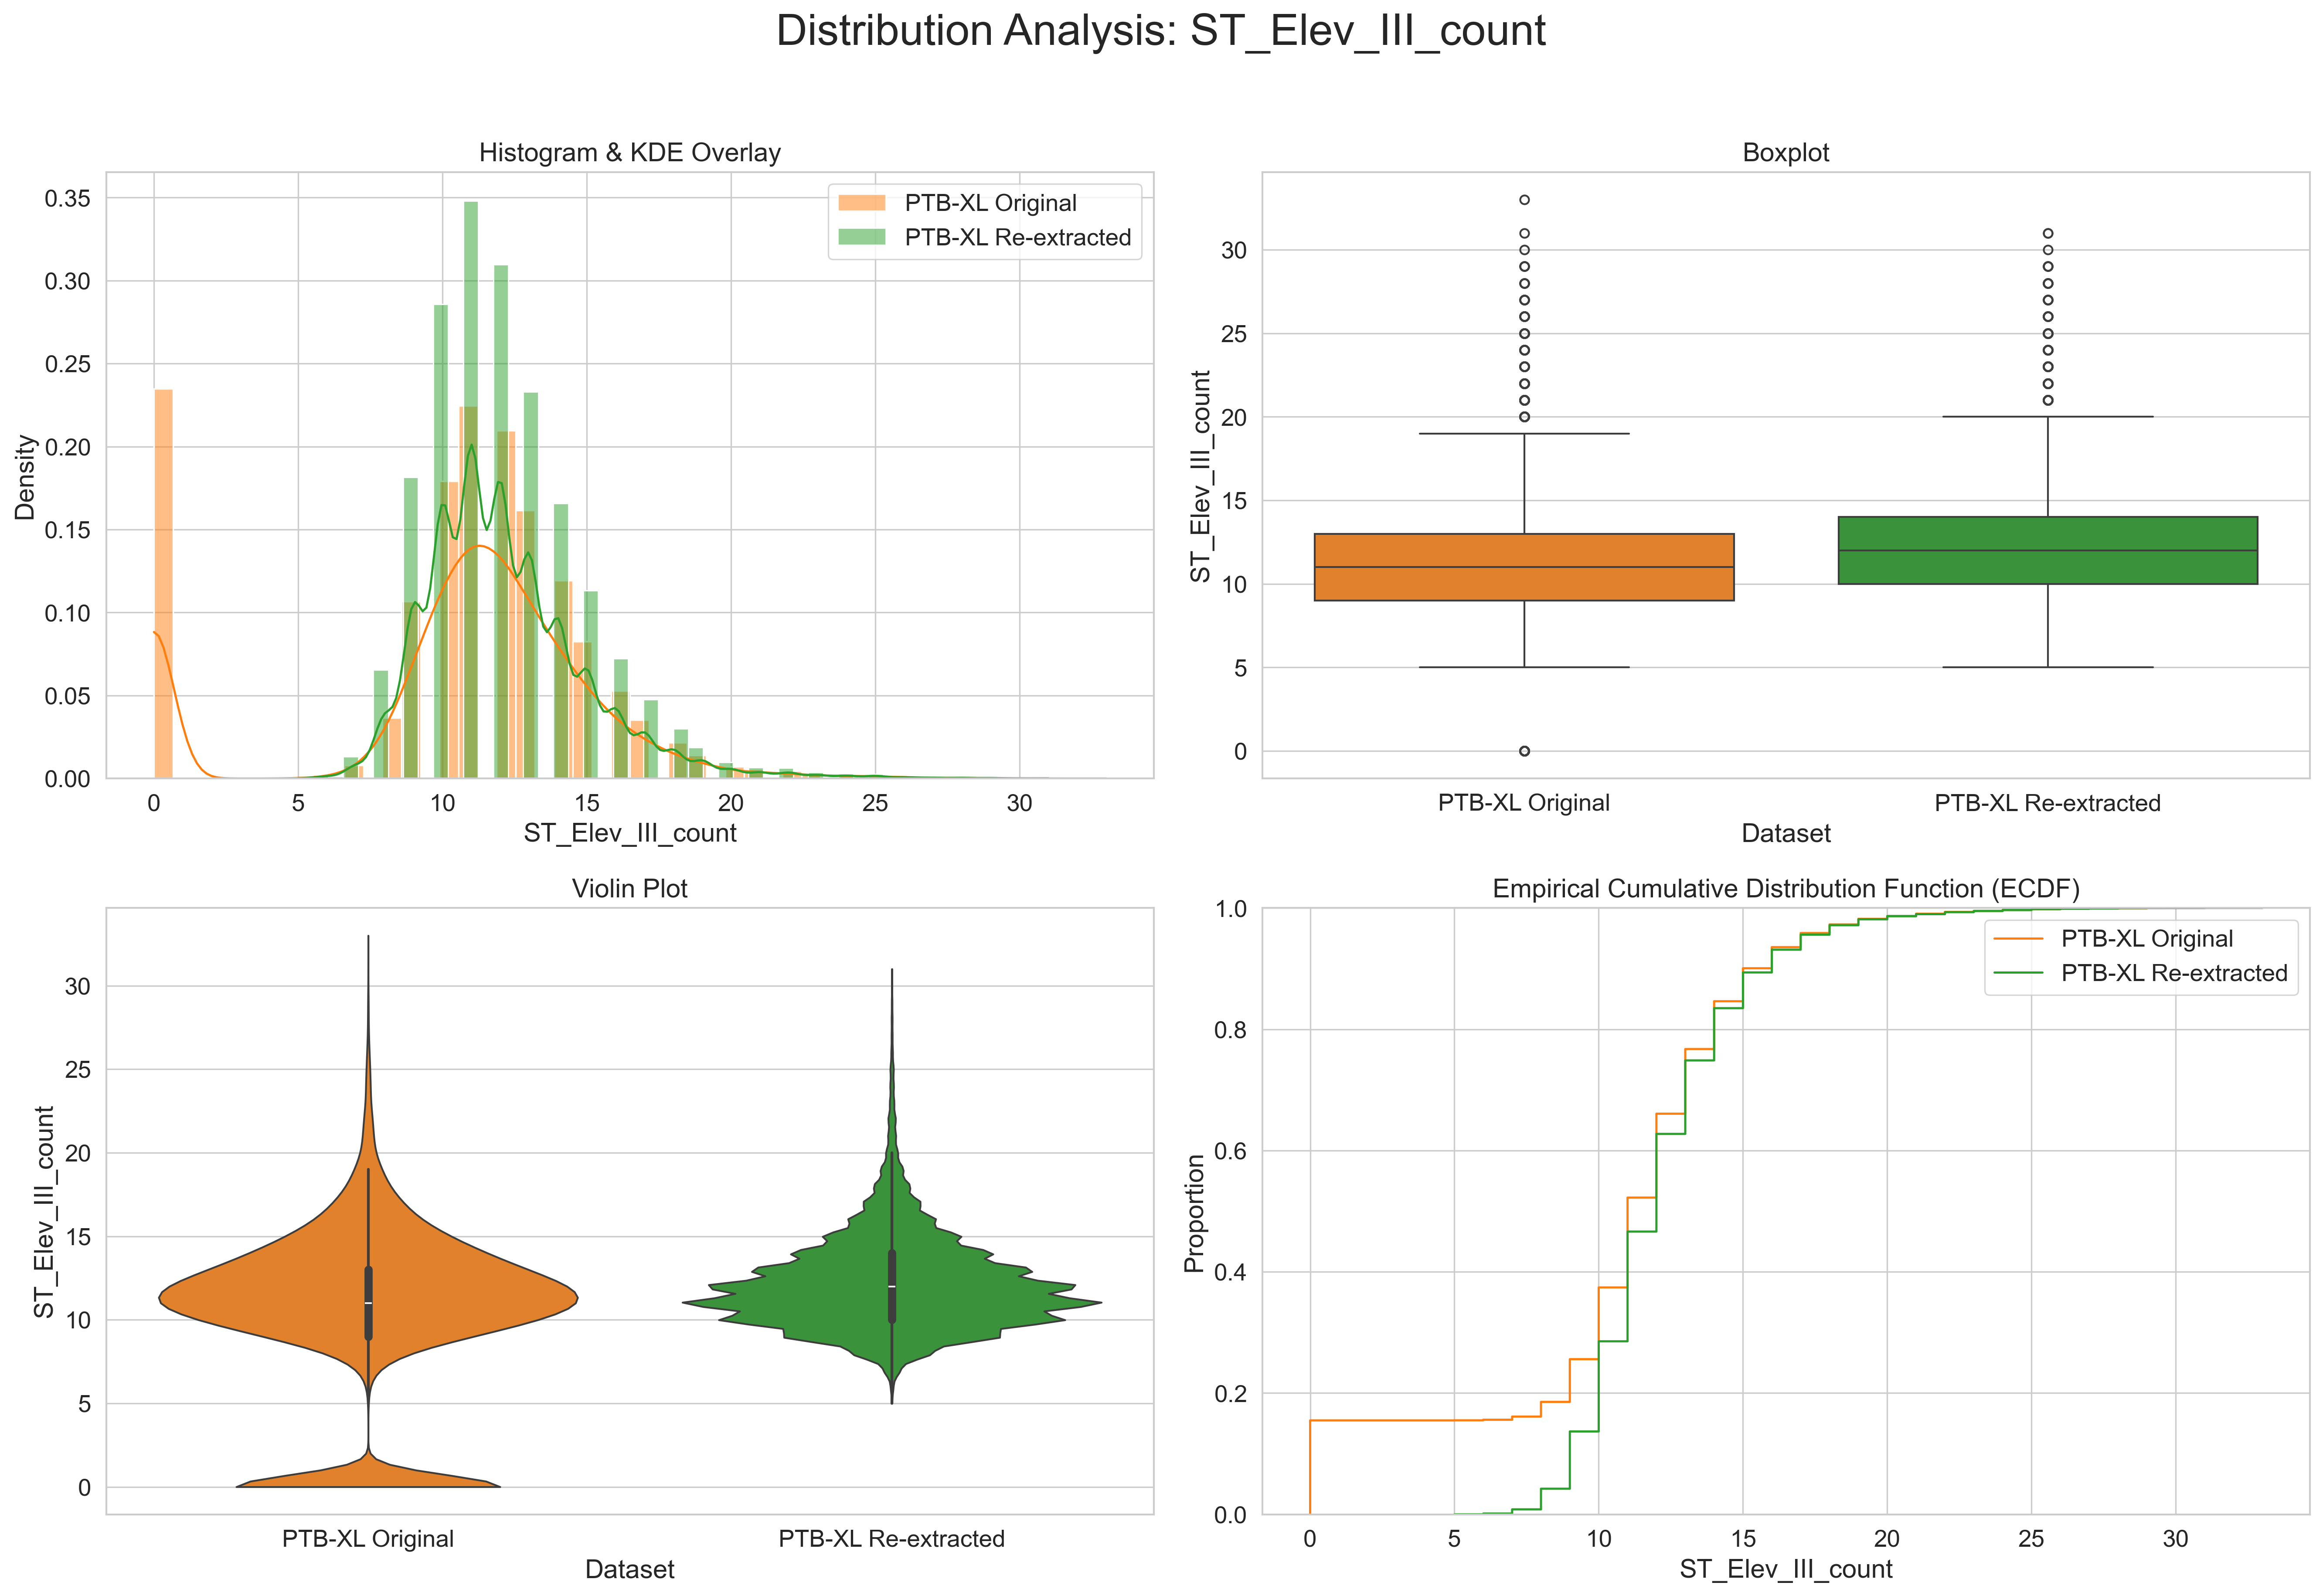 Distribution Analysis: ST_Elev_III_count
Histogram & KDE Overlay
Density
0.35
0.30
0.25
0.20
0.15
0.10
0.05
0.00
PTB-XL Original
PTB-XL Re-extracted
0 5 10 15 20 25 30
ST_Elev_III_count
Boxplot
ST_Elev_III_count
30
25
20
15
10
5
0
PTB-XL Original PTB-XL Re-extracted
Dataset
Violin Plot
ST_Elev_III_count
30
25
20
15
10
5
0
PTB-XL Original PTB-XL Re-extracted
Dataset
Empirical Cumulative Distribution Function (ECDF)
Proportion
1.0
0.8
0.6
0.4
0.2
0.0
PTB-XL Original
PTB-XL Re-extracted
0 5 10 15 20 25 30
ST_Elev_III_count